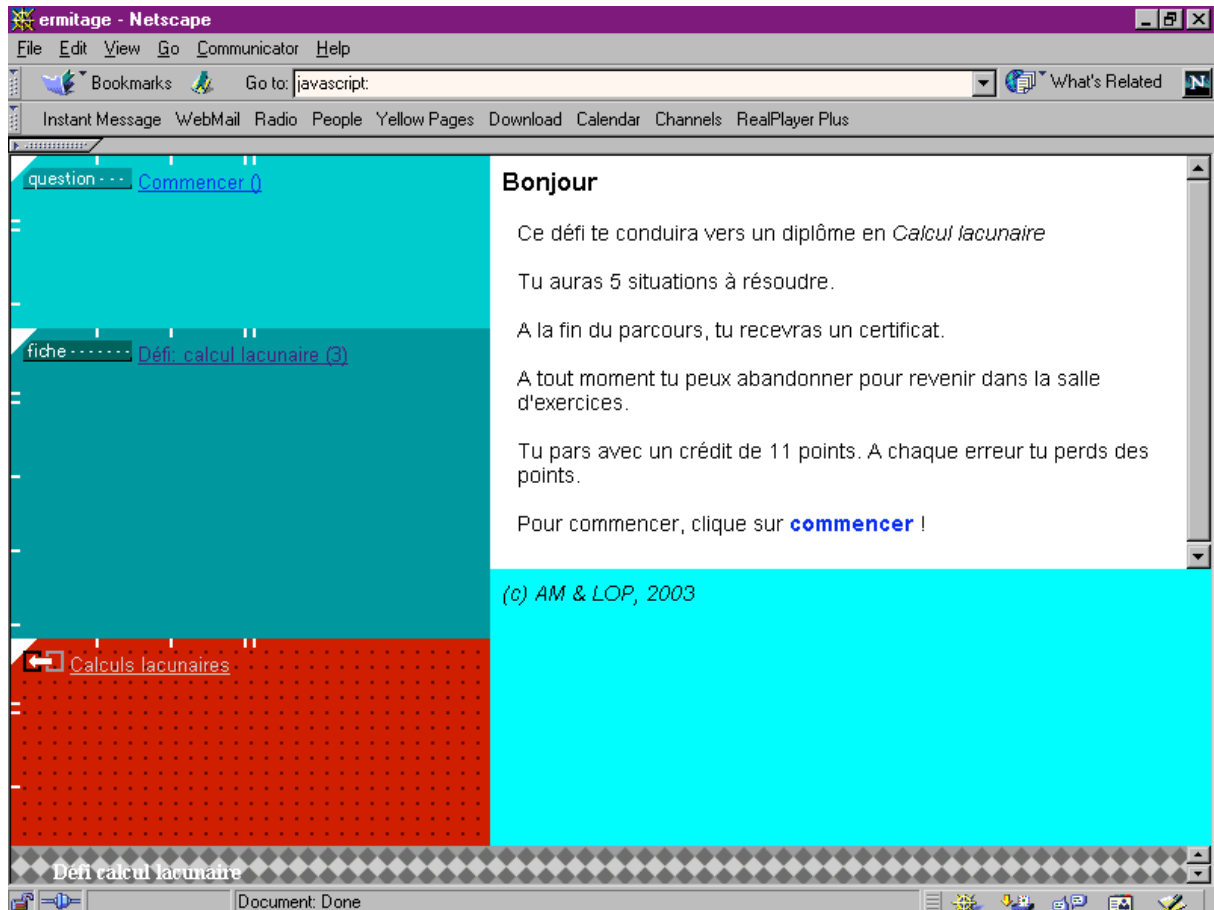 ermitage - Netscape
File Edit View Go Communicator Help
Bookmarks Go to: javascript: What's Related N
Instant Message WebMail Radio People Yellow Pages Download Calendar Channels RealPlayer Plus
question · · · Commencer ()
fiche · · · · · · · Défi: calcul lacunaire (3)
Calculs lacunaires
Bonjour
Ce défi te conduira vers un diplôme en Calcul lacunaire
Tu auras 5 situations à résoudre.
A la fin du parcours, tu recevras un certificat.
A tout moment tu peux abandonner pour revenir dans la salle
d'exercices.
Tu pars avec un crédit de 11 points. A chaque erreur tu perds des
points.
Pour commencer, clique sur commencer !
(c) AM & LOP, 2003
Défi calcul lacunaire
Document: Done